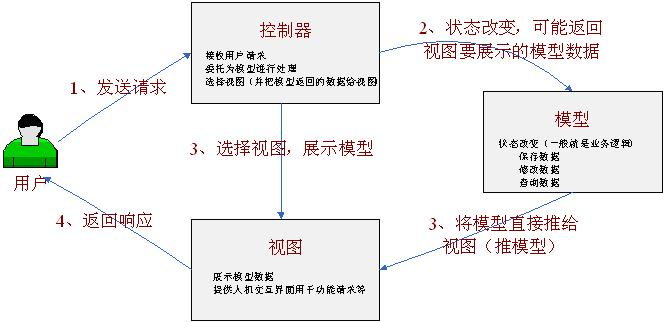 控制器
接收用户请求
委托为模型进行处理
选择视图（并把模型返回的数据给视图）
2、状态改变，可能返回
视图要展示的模型数据
1、发送请求
模型
状态改变（一般就是业务逻辑）
保存数据
修改数据
查询数据
3、选择视图，展示模型
用户
4、返回响应
3、将模型直接推给
视图（推模型）
视图
展示模型数据
提供人机交互界面用于功能请求等